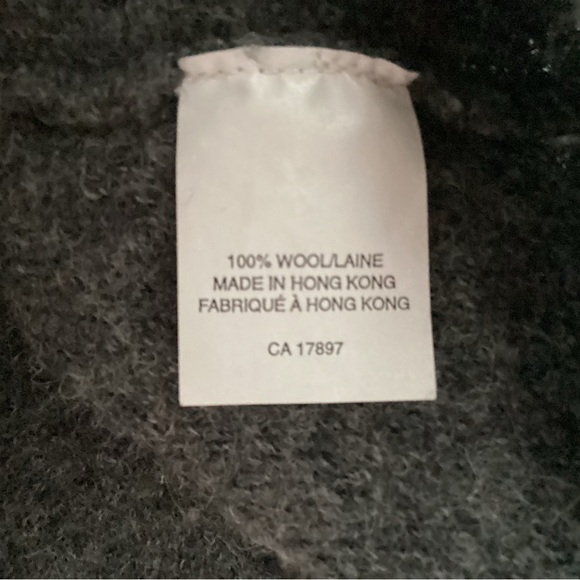 100% WOOL/LAINE
MADE IN HONG KONG
FABRIQUÉ À HONG KONG
CA 17897